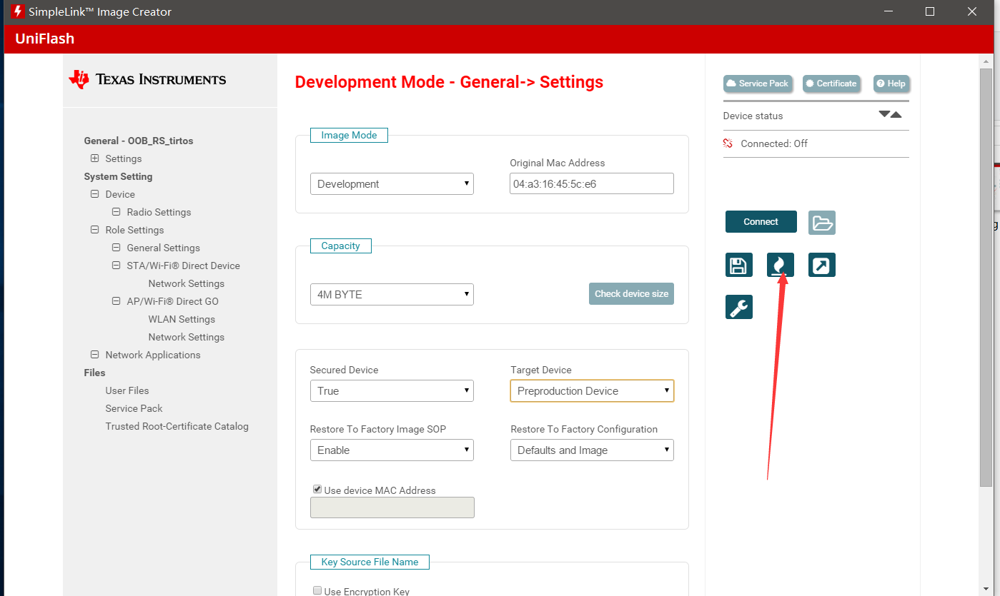 SimpleLink™ Image Creator
UniFlash
TEXAS INSTRUMENTS
General - OOB_RS_tirtos
Settings
System Setting
Device
Radio Settings
Role Settings
General Settings
STA/Wi-Fi® Direct Device
Network Settings
AP/Wi-Fi® Direct GO
WLAN Settings
Network Settings
Network Applications
Files
User Files
Service Pack
Trusted Root-Certificate Catalog
Development Mode - General-> Settings
Image Mode
Development
Original Mac Address
04:a3:16:45:5c:e6
Capacity
4M BYTE
Check device size
Secured Device
True
Target Device
Preproduction Device
Restore To Factory Image SOP
Enable
Restore To Factory Configuration
Defaults and Image
Use device MAC Address
Key Source File Name
Use Encryption Key
Service Pack
Certificate
Help
Device status
Connected: Off
Connect
g